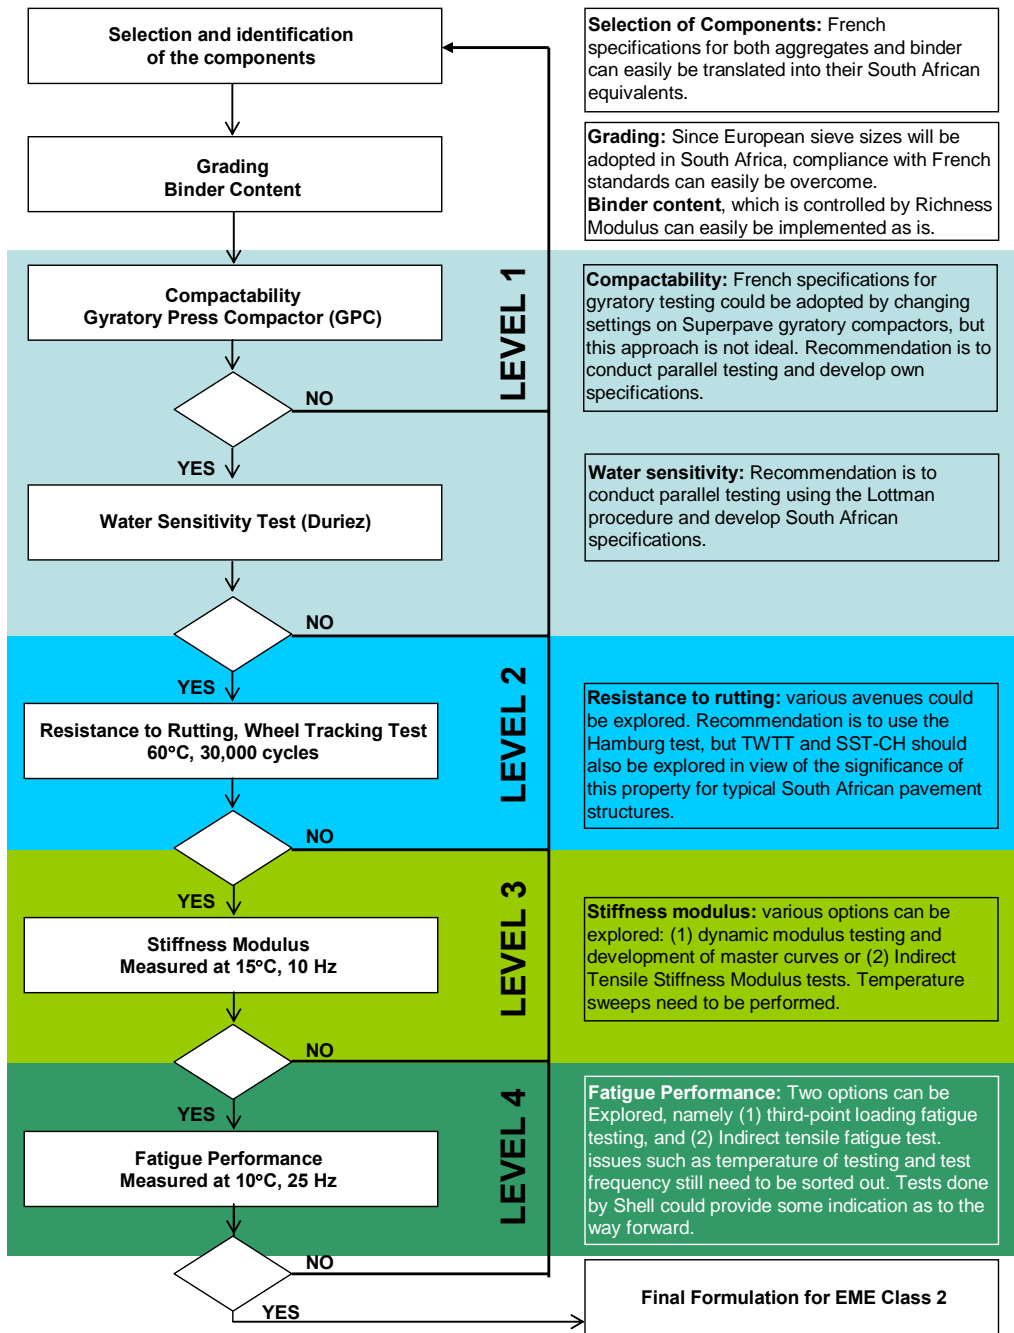 Selection and identification
of the components
Selection of Components: French
specifications for both aggregates and binder
can easily be translated into their South African
equivalents.
Grading
Binder Content
Grading: Since European sieve sizes will be
adopted in South Africa, compliance with French
standards can easily be overcome.
Binder content, which is controlled by Richness
Modulus can easily be implemented as is.
LEVEL 1
Compactability
Gyratory Press Compactor (GPC)
Compactability: French specifications for
gyratory testing could be adopted by changing
settings on Superpave gyratory compactors, but
this approach is not ideal. Recommendation is to
conduct parallel testing and develop own
specifications.
NO
YES
Water Sensitivity Test (Duriez)
Water sensitivity: Recommendation is to
conduct parallel testing using the Lottman
procedure and develop South African
specifications.
NO
YES
LEVEL 2
Resistance to Rutting, Wheel Tracking Test
60°C, 30,000 cycles
Resistance to rutting: various avenues could
be explored. Recommendation is to use the
Hamburg test, but TWTT and SST-CH should
also be explored in view of the significance of
this property for typical South African pavement
structures.
NO
YES
LEVEL 3
Stiffness Modulus
Measured at 15°C, 10 Hz
Stiffness modulus: various options can be
explored: (1) dynamic modulus testing and
development of master curves or (2) Indirect
Tensile Stiffness Modulus tests. Temperature
sweeps need to be performed.
NO
YES
LEVEL 4
Fatigue Performance
Measured at 10°C, 25 Hz
Fatigue Performance: Two options can be
Explored, namely (1) third-point loading fatigue
testing, and (2) Indirect tensile fatigue test.
issues such as temperature of testing and test
frequency still need to be sorted out. Tests done
by Shell could provide some indication as to the
way forward.
NO
YES
Final Formulation for EME Class 2